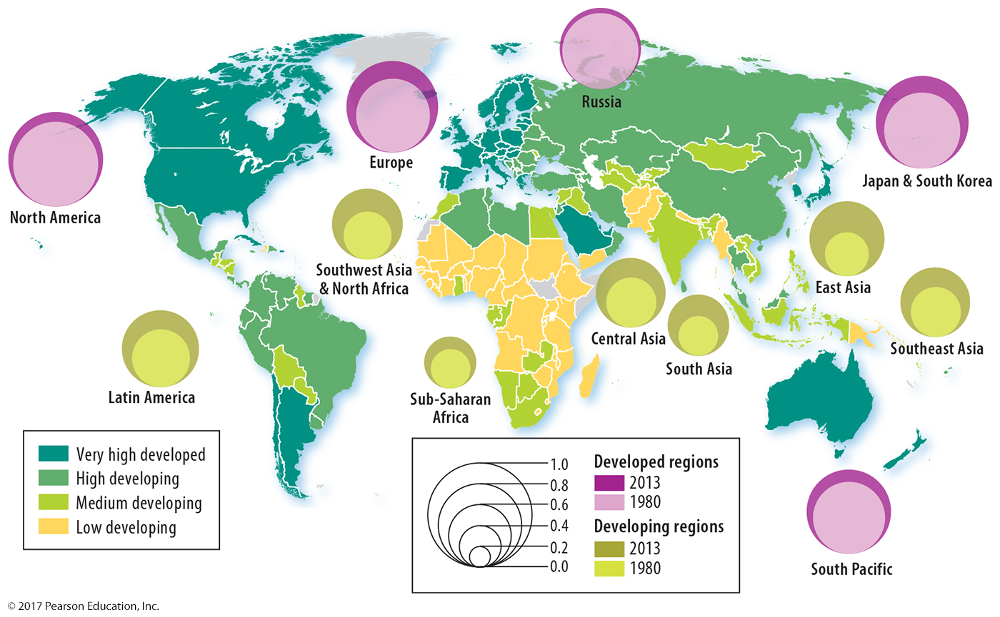 Russia
Europe
Japan & South Korea
North America
Southwest Asia
& North Africa
East Asia
Central Asia
Southeast Asia
South Asia
Latin America
Sub-Saharan
Africa
Very high developed
High developing
Medium developing
Low developing
1.0
0.8
0.6
0.4
0.2
0.0
Developed regions
2013
1980
Developing regions
2013
1980
South Pacific
© 2017 Pearson Education, Inc.